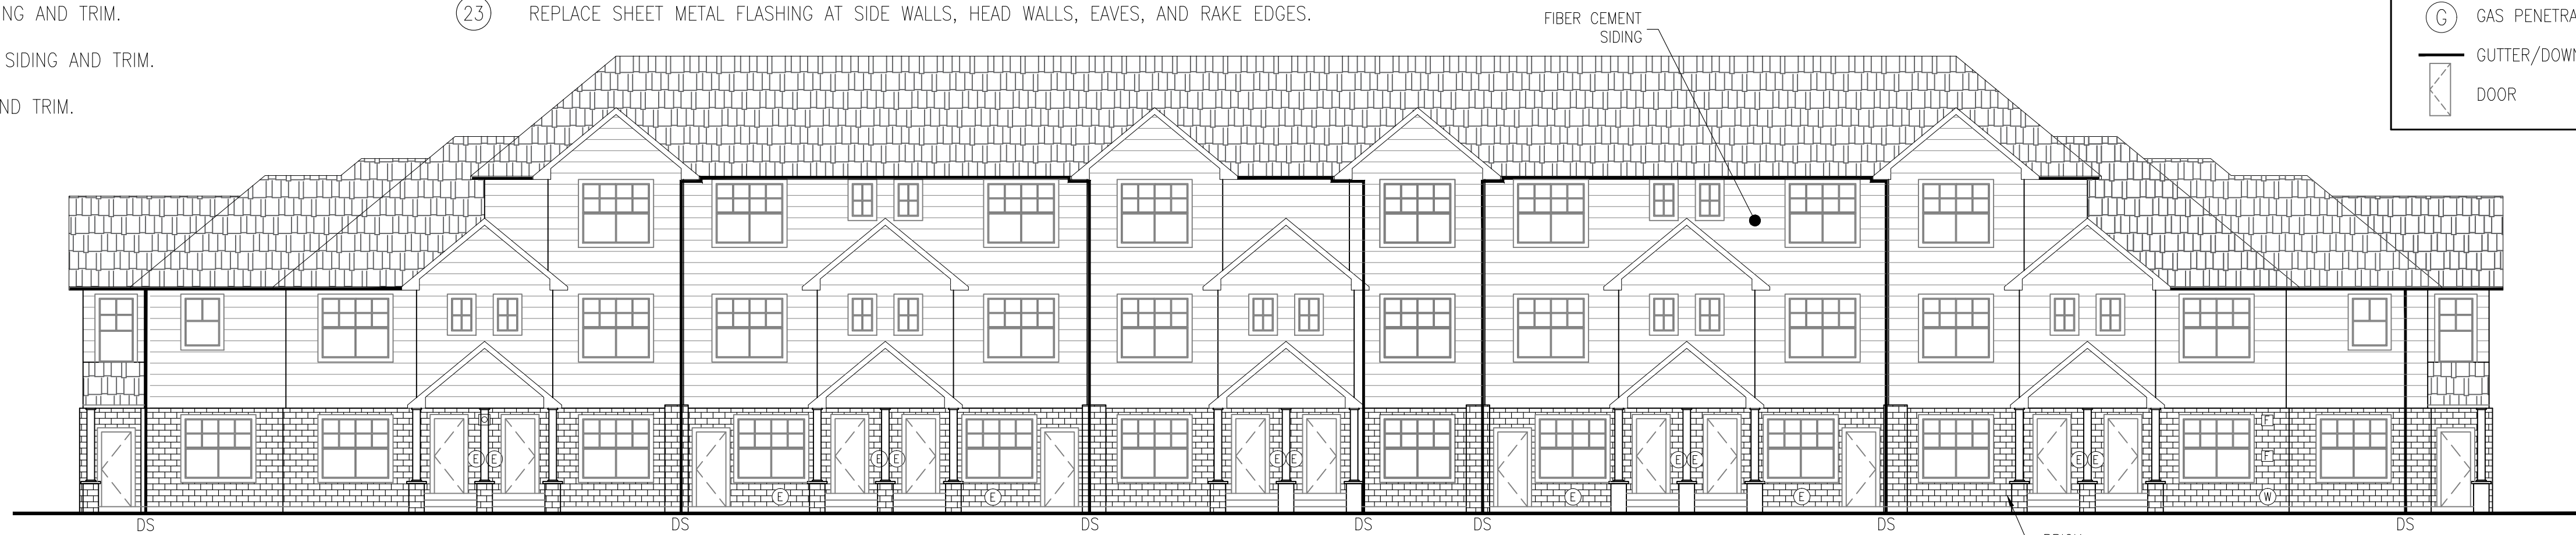 NG AND TRIM.
SIDING AND TRIM.
ND TRIM.
23 REPLACE SHEET METAL FLASHING AT SIDE WALLS, HEAD WALLS, EAVES, AND RAKE EDGES.
FIBER CEMENT
SIDING
G GAS PENETRA
GUTTER/DOWN
DOOR
F
E E E E E E E E E E F
E E E E W
DS DS DS DS DS DS DS